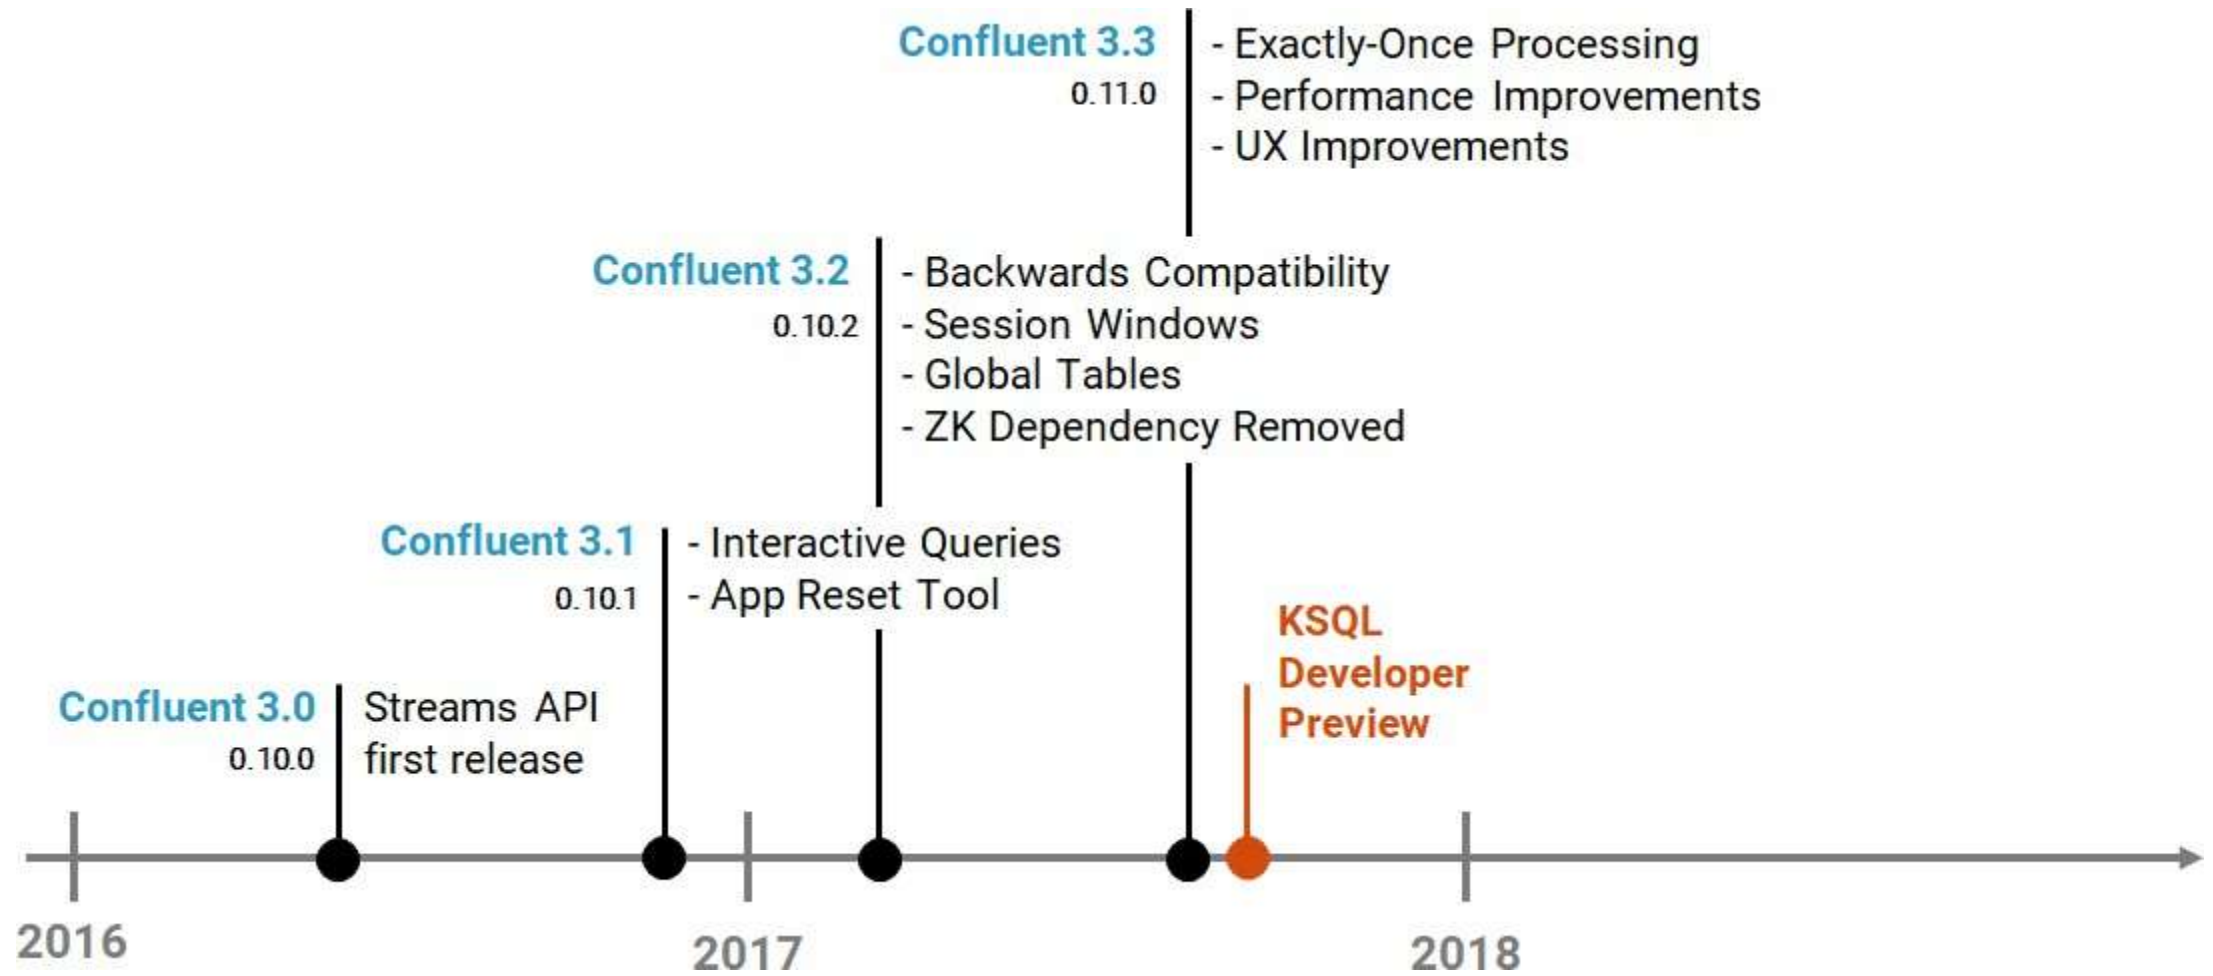 Confluent 3.3
0.11.0
- Exactly-Once Processing
- Performance Improvements
- UX Improvements
Confluent 3.2
0.10.2
- Backwards Compatibility
- Session Windows
- Global Tables
- ZK Dependency Removed
Confluent 3.1
0.10.1
- Interactive Queries
- App Reset Tool
KSQL
Developer
Preview
Confluent 3.0
0.10.0
Streams API
first release
2016
2017
2018